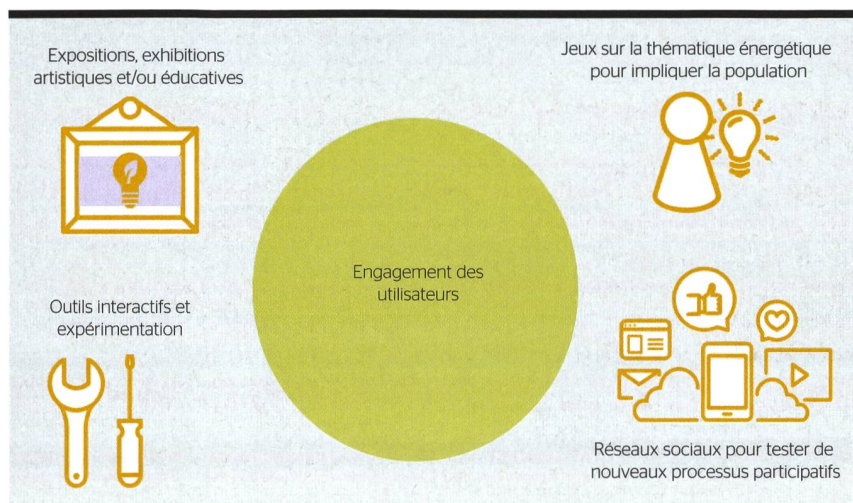 Expositions, exhibitions
artistiques et/ou éducatives
Jeux sur la thématique énergétique
pour impliquer la population
Engagement des
utilisateurs
Outils interactifs et
expérimentation
Réseaux sociaux pour tester de
nouveaux processus participatifs